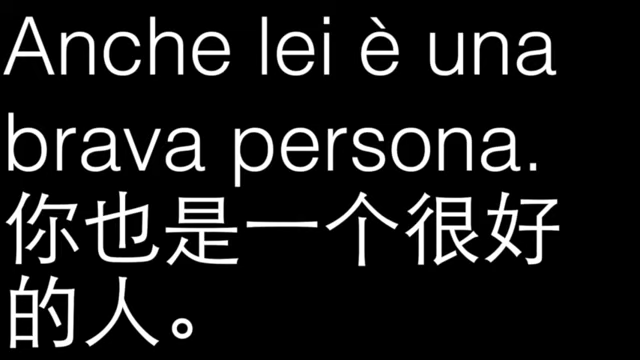 Anche lei è una
brava persona.
你也是一个很好
的人。